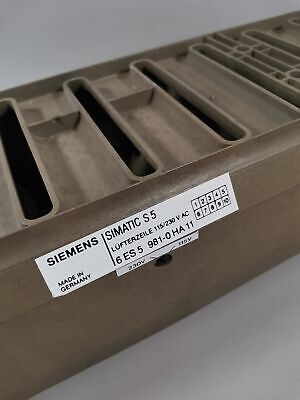 SIEMENS
MADE IN
GERMANY
SIMATIC S5
LÜFTERZEILE 115/230 V AC
6 ES 5 981-0 HA 11
1 2 3 4 5
6 7 8 9 10
230V 115V